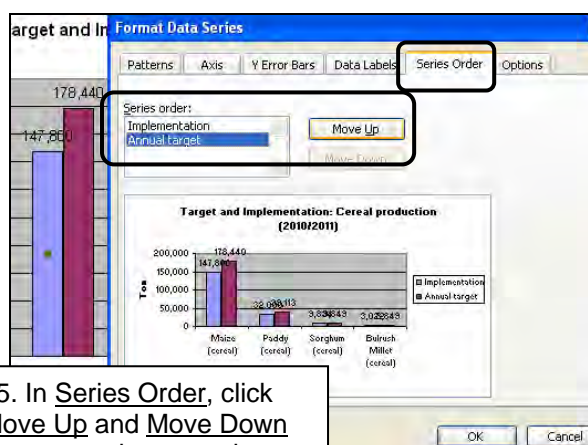 arget and In
Format Data Series
Patterns Axis Y Error Bars Data Labels Series Order Options
178,440
147,860
Series order:
Implementation
Annual target
Move Up
Move Down
Target and Implementation: Cereal production
(2010/2011)
Ton
200,000
150,000
100,000
50,000
0
178,440
Maize
(cereal)
Paddy
(cereal)
Sorghum
(cereal)
Bulrush
Millet
(cereal)
Implementation
Annual target
5. In Series Order, click
Move Up and Move Down
OK Cancel